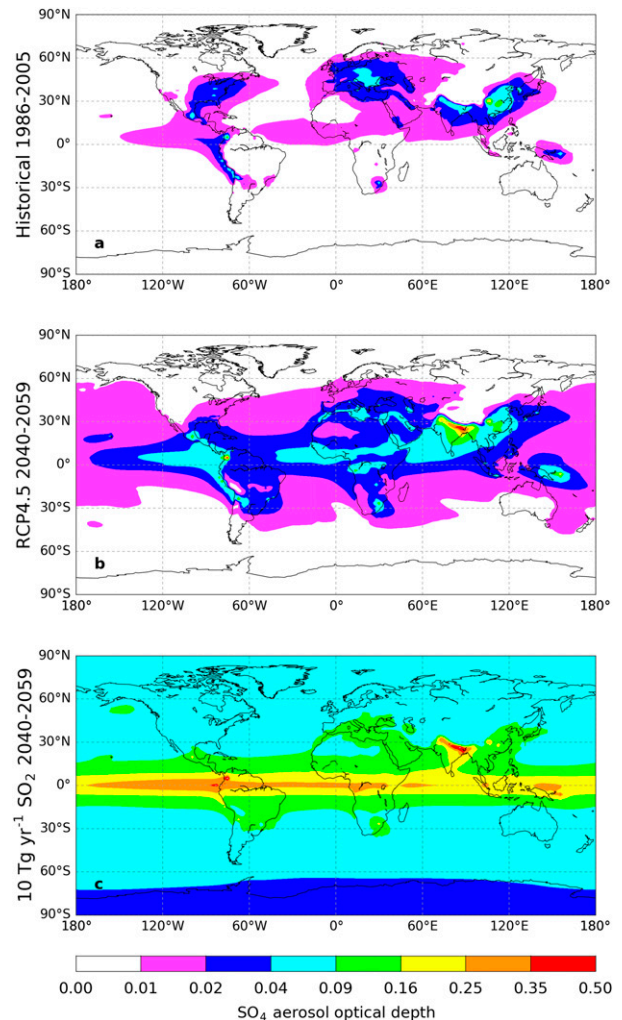 Historical 1986-2005
90°N
60°N
30°N
0°
30°S
60°S
90°S
a
180° 120°W 60°W 0° 60°E 120°E 180°
RCP4.5 2040-2059
90°N
60°N
30°N
0°
30°S
60°S
90°S
b
180° 120°W 60°W 0° 60°E 120°E 180°
10 Tg yr⁻¹ SO₂ 2040-2059
90°N
60°N
30°N
0°
30°S
60°S
90°S
c
180° 120°W 60°W 0° 60°E 120°E 180°
0.00 0.01 0.02 0.04 0.09 0.16 0.25 0.35 0.50
SO₄ aerosol optical depth